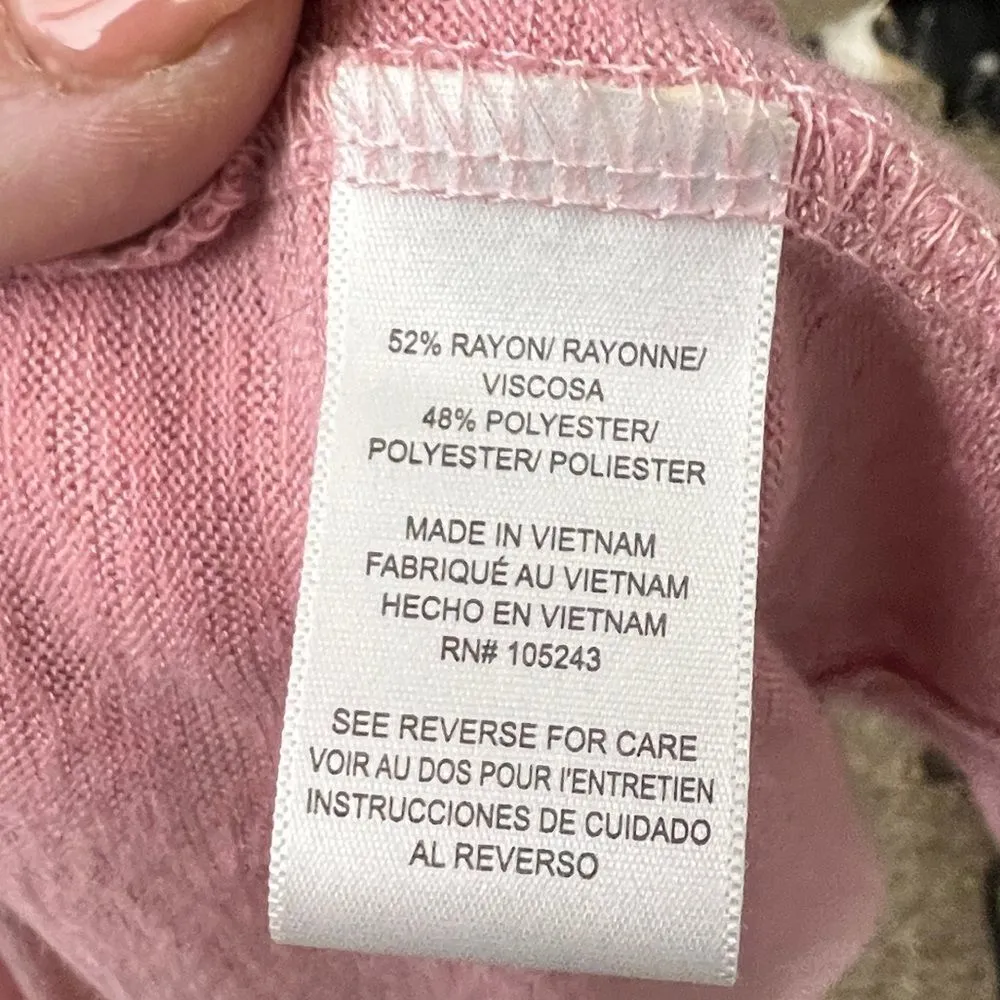 52% RAYON/ RAYONNE/
VISCOSA
48% POLYESTER/
POLYESTER/ POLIESTER
MADE IN VIETNAM
FABRIQUÉ AU VIETNAM
HECHO EN VIETNAM
RN# 105243
SEE REVERSE FOR CARE
VOIR AU DOS POUR l'ENTRETIEN
INSTRUCCIONES DE CUIDADO
AL REVERSO